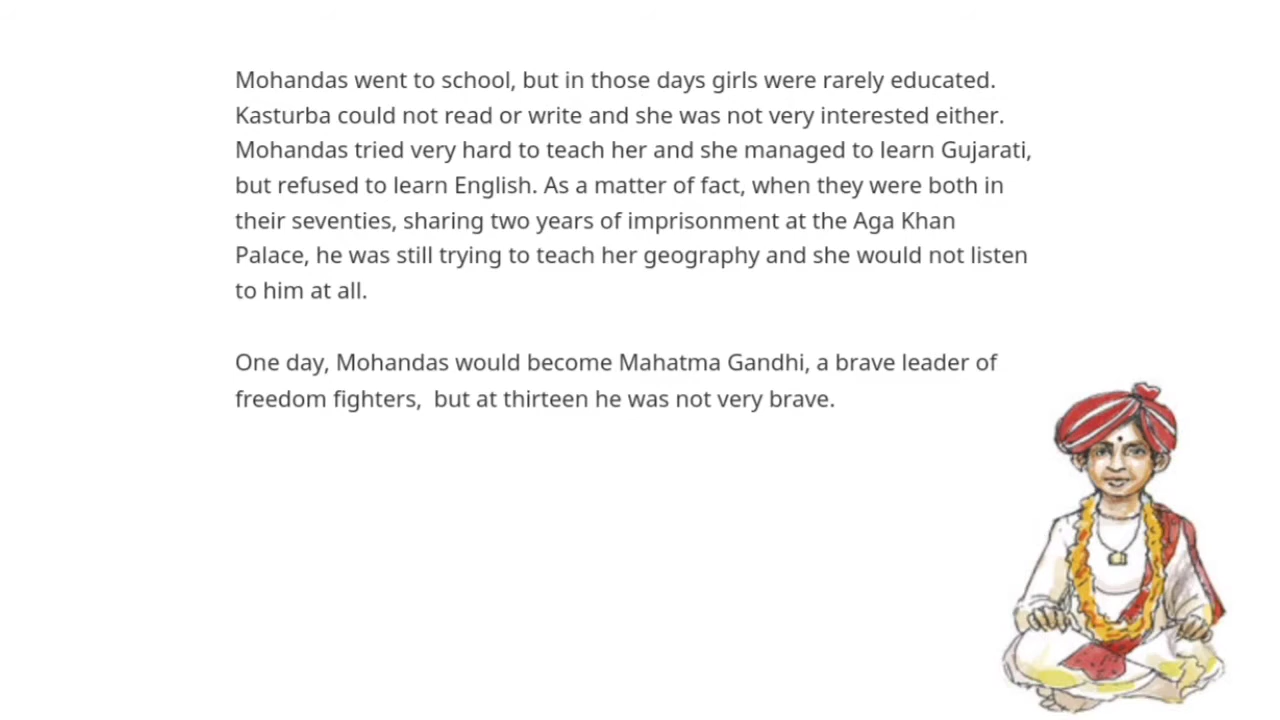 Mohandas went to school, but in those days girls were rarely educated.
Kasturba could not read or write and she was not very interested either.
Mohandas tried very hard to teach her and she managed to learn Gujarati,
but refused to learn English. As a matter of fact, when they were both in
their seventies, sharing two years of imprisonment at the Aga Khan
Palace, he was still trying to teach her geography and she would not listen
to him at all.
One day, Mohandas would become Mahatma Gandhi, a brave leader of
freedom fighters,  but at thirteen he was not very brave.